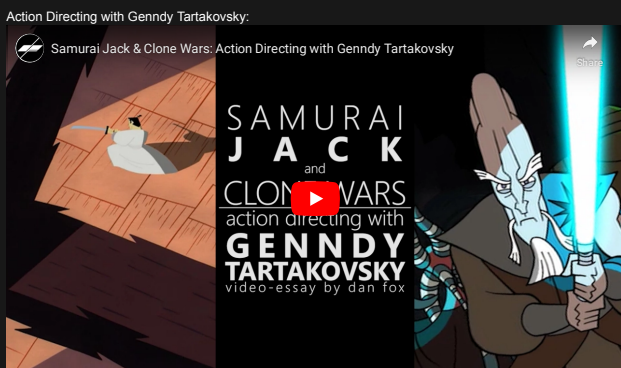 Action Directing with Genndy Tartakovsky:
Samurai Jack & Clone Wars: Action Directing with Genndy Tartakovsky
Share
SAMURAI
JACK
and
CLONE WARS
action directing with
GENNDY
TARTAKOVSKY
video-essay by dan fox